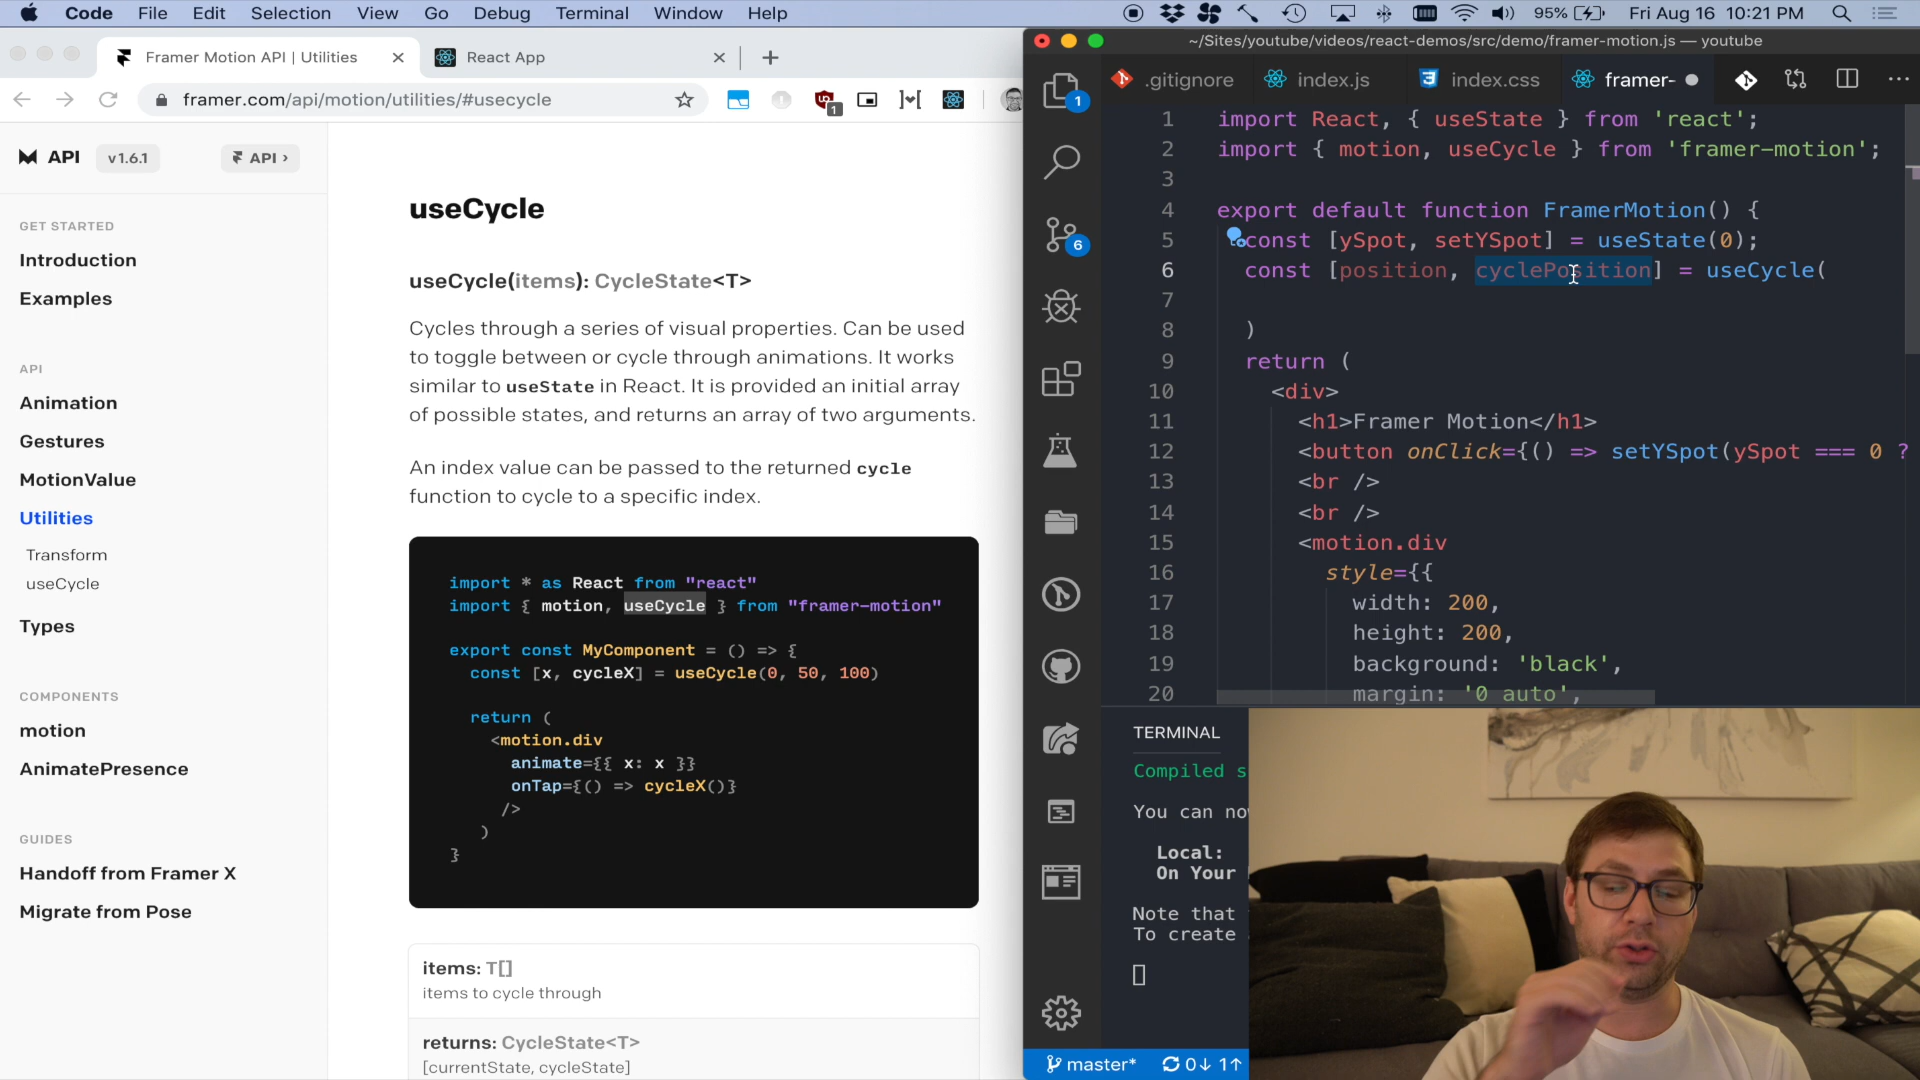 Code File Edit Selection View Go Debug Terminal Window Help
95% Fri Aug 16 10:21 PM
Framer Motion API | Utilities
React App
framer.com/api/motion/utilities/#usecycle
1
API v1.6.1 API ›
GET STARTED
Introduction
Examples
API
Animation
Gestures
MotionValue
Utilities
Transform
useCycle
Types
COMPONENTS
motion
AnimatePresence
GUIDES
Handoff from Framer X
Migrate from Pose
useCycle
useCycle(items): CycleState<T>
Cycles through a series of visual properties. Can be used
to toggle between or cycle through animations. It works
similar to useState in React. It is provided an initial array
of possible states, and returns an array of two arguments.
An index value can be passed to the returned cycle
function to cycle to a specific index.
import * as React from "react"
import { motion, useCycle } from "framer-motion"
export const MyComponent = () => {
const [x, cycleX] = useCycle(0, 50, 100)
return (
<motion.div
animate={{ x: x }}
onTap={() => cycleX()}
/>
)
}
items: T[]
items to cycle through
returns: CycleState<T>
[currentState, cycleState]
~/Sites/youtube/videos/react-demos/src/demo/framer-motion.js — youtube
.gitignore index.js index.css framer-
1
6
1 import React, { useState } from 'react';
2 import { motion, useCycle } from 'framer-motion';
3
4 export default function FramerMotion() {
5 const [ySpot, setYSpot] = useState(0);
6 const [position, cyclePosition] = useCycle(
7
8 )
9 return (
10 <div>
11 <h1>Framer Motion</h1>
12 <button onClick={() => setYSpot(ySpot === 0 ?
13 <br />
14 <br />
15 <motion.div
16 style={{
17 width: 200,
18 height: 200,
19 background: 'black',
20 margin: '0 auto',
TERMINAL
Compiled s
You can now
Local:
On Your
Note that
To create
master* 0↓ 1↑